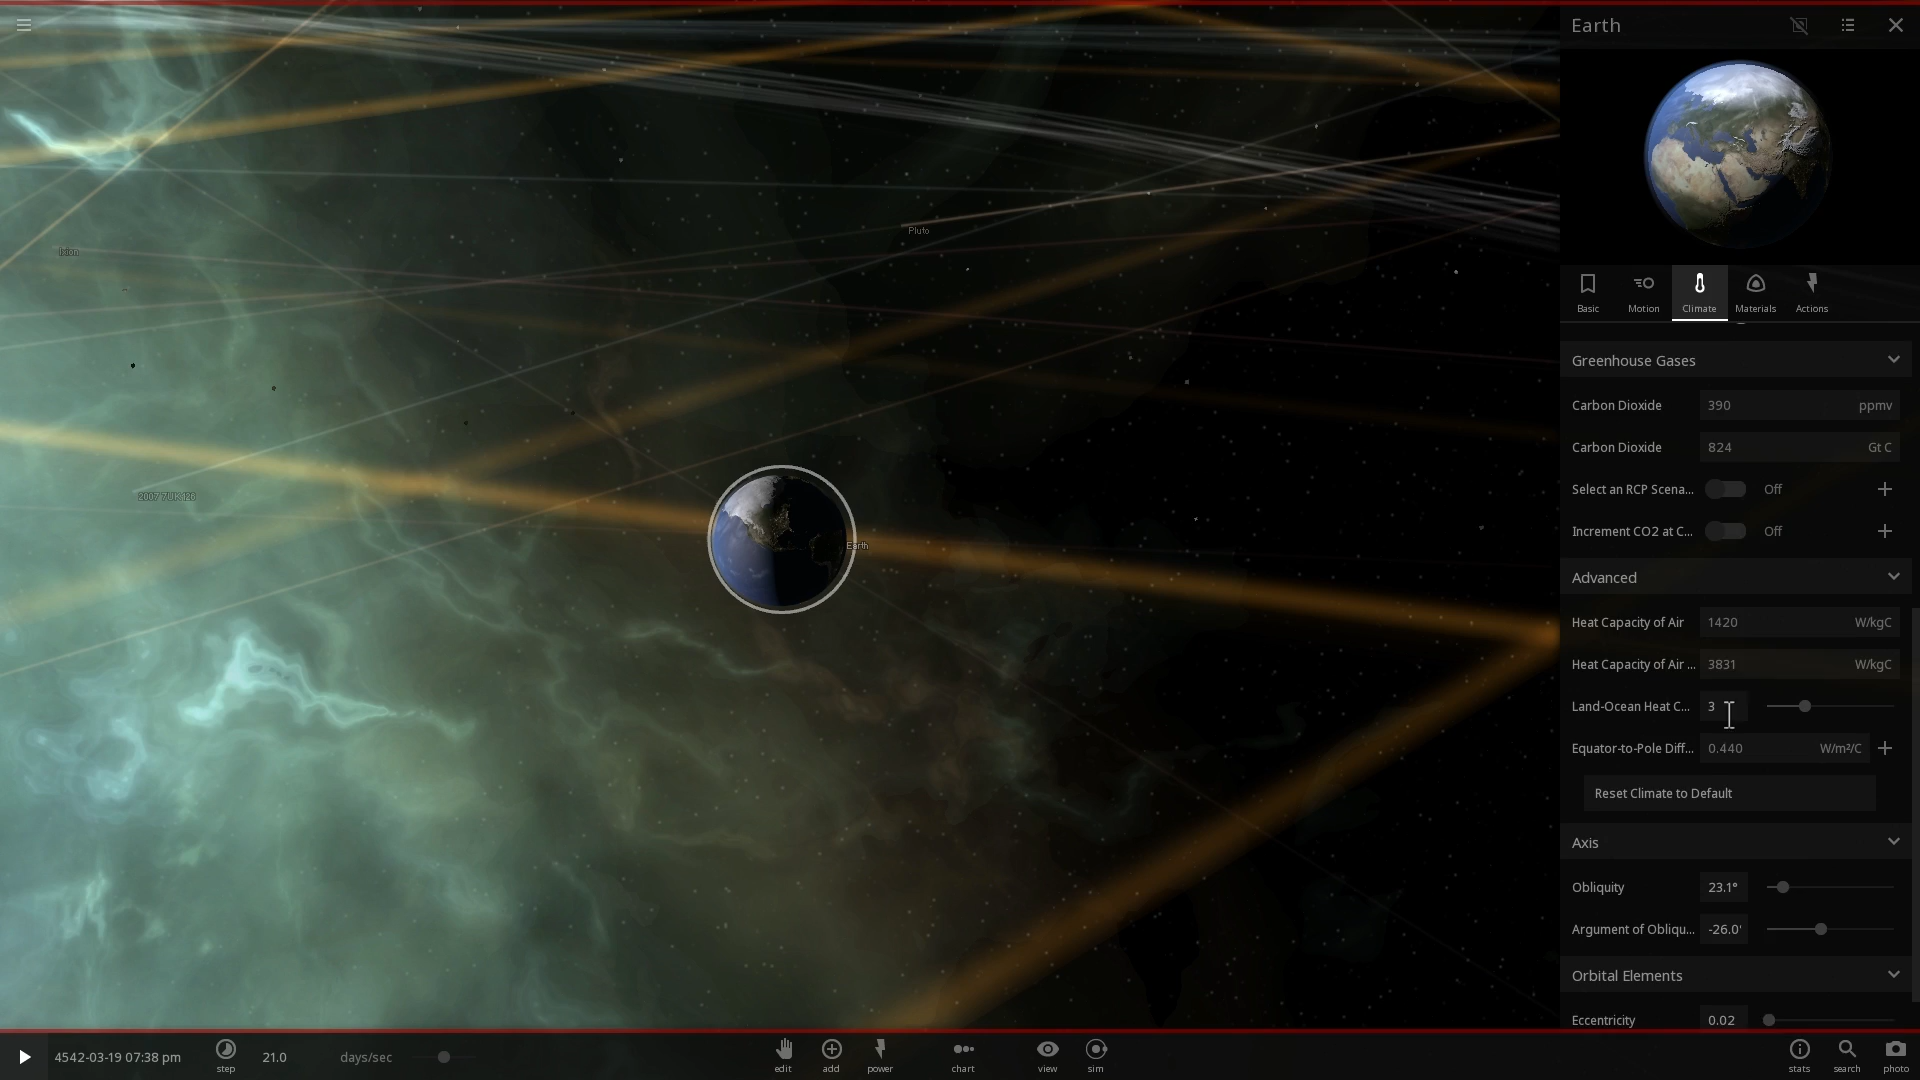 Earth
Pluto
Ixion
2007 7UK126
Earth
Basic
Motion
Climate
Materials
Actions
Greenhouse Gases
Carbon Dioxide 390 ppmv
Carbon Dioxide 824 Gt C
Select an RCP Scena... Off
Increment CO2 at C... Off
Advanced
Heat Capacity of Air 1420 W/kgC
Heat Capacity of Air ... 3831 W/kgC
Land-Ocean Heat C... 3
Equator-to-Pole Diff... 0.440 W/m²/C
Reset Climate to Default
Axis
Obliquity 23.1°
Argument of Obliqu... -26.0°
Orbital Elements
Eccentricity 0.02
4542-03-19 07:38 pm
step
21.0 days/sec
edit
add
power
chart
view
sim
stats
search
photo